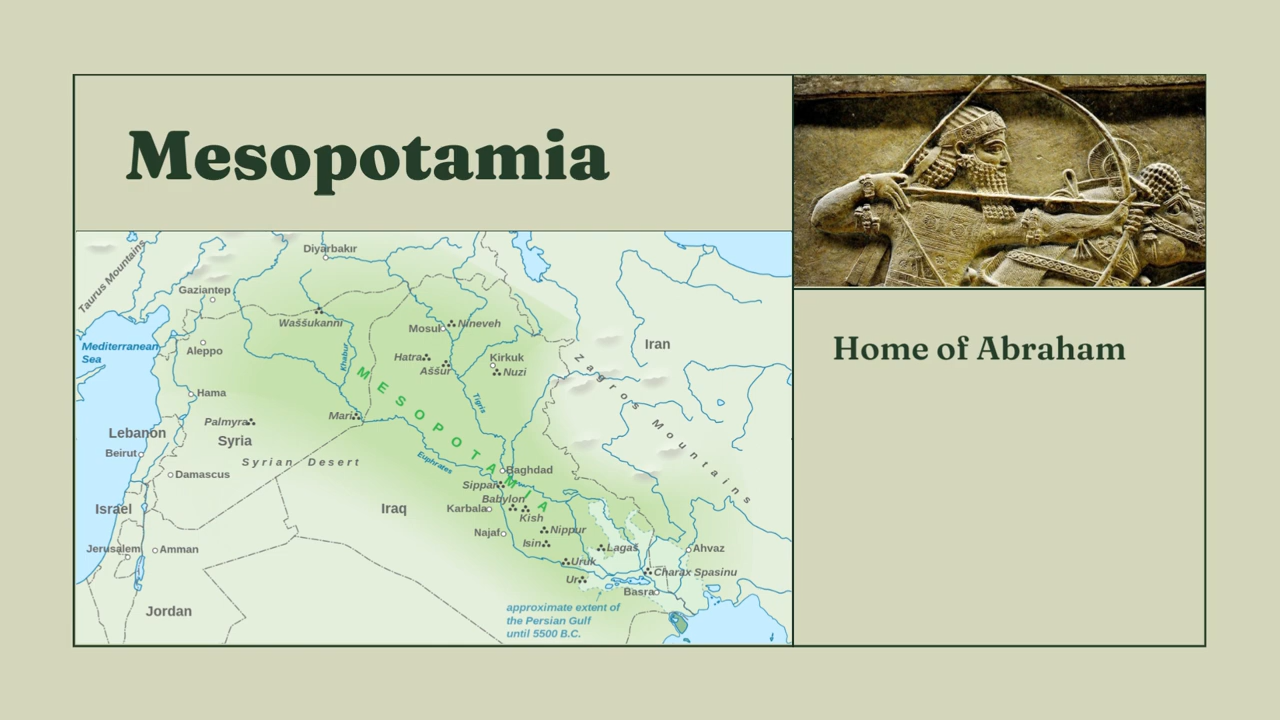 Mesopotamia
Home of Abraham
Taurus Mountains
Diyarbakır
Gaziantep
Waššukanni
Mosul
Nineveh
Iran
Mediterranean
Sea
Aleppo
Khabur
Hatra
Kirkuk
Aššur
Nuzi
Zagros Mountains
MESOPOTAMIA
Hama
Tigris
Palmyra
Mari
Lebanon
Syria
Beirut
Syrian Desert
Euphrates
Baghdad
Damascus
Sippar
Babylon
Israel
Iraq
Karbala
Kish
Najaf
Nippur
Jerusalem
Amman
Isin
Lagaš
Ahvaz
Uruk
Charax Spasinu
Ur
Basra
Jordan
approximate extent of
the Persian Gulf
until 5500 B.C.